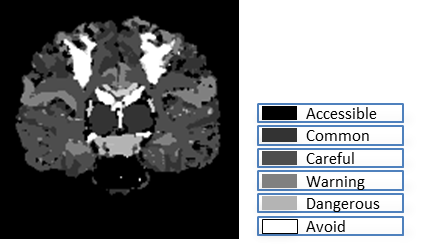 Accessible
Common
Careful
Warning
Dangerous
Avoid